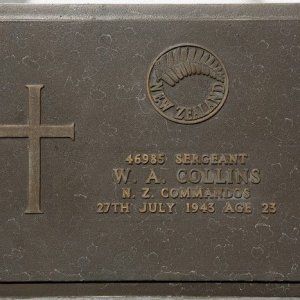 NEW ZEALAND
46985 SERGEANT
W. A. COLLINS
N. Z. COMMANDOS
27TH JULY 1943 AGE 23